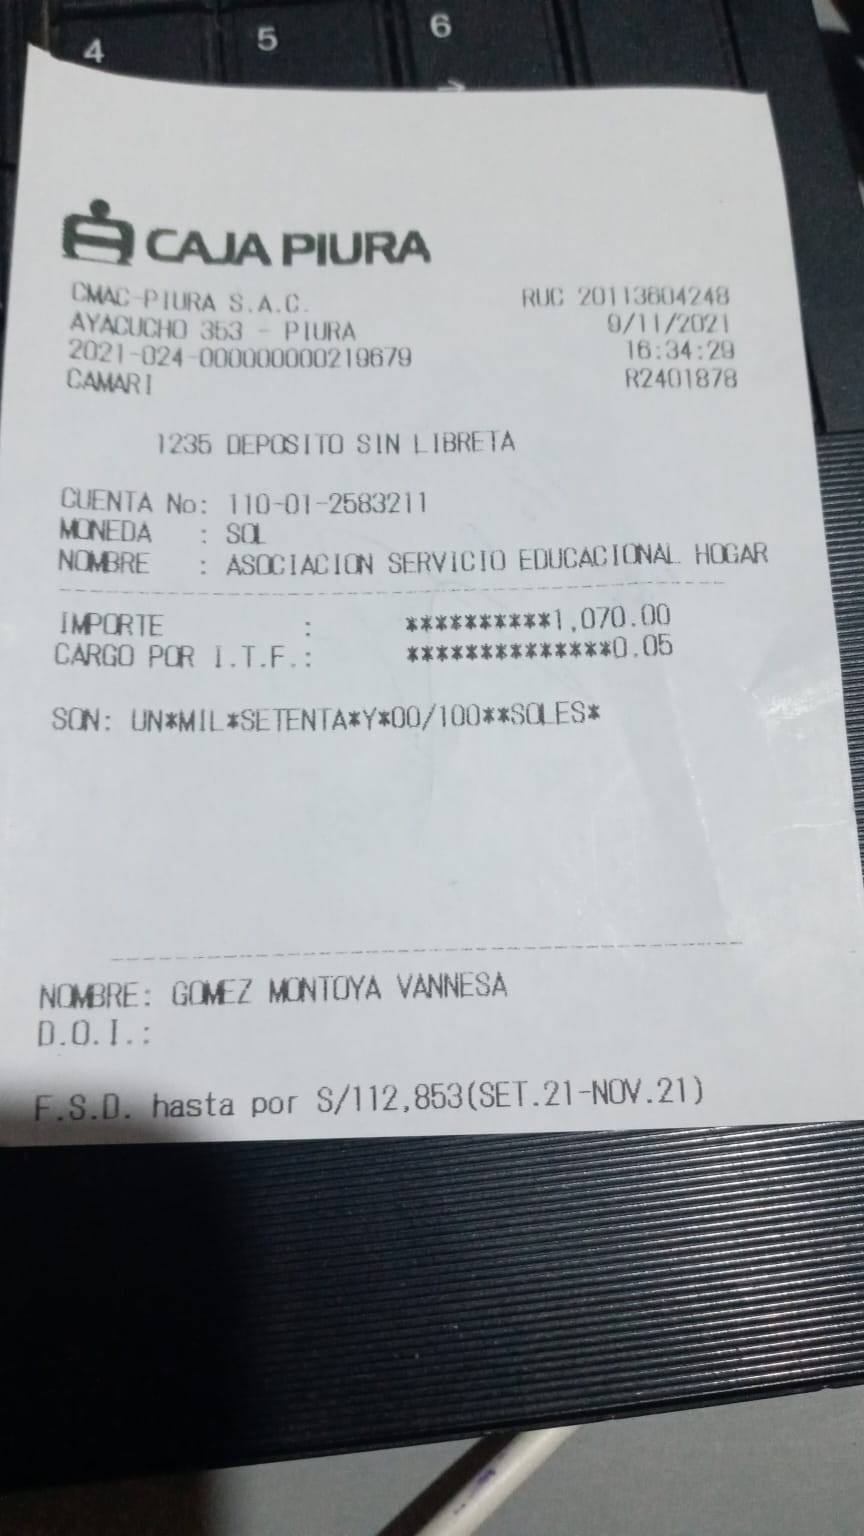 4 5 6
CAJA PIURA
CMAC-PIURA S.A.C. RUC 20113604248
AYACUCHO 353 - PIURA 9/11/2021
2021-024-000000000219679 16:34:29
CAMARI R2401878
1235 DEPOSITO SIN LIBRETA
CUENTA No: 110-01-2583211
MONEDA : SOL
NOMBRE : ASOCIACION SERVICIO EDUCACIONAL HOGAR
IMPORTE : **********1,070.00
CARGO POR I.T.F.: **************0.05
SON: UN*MIL*SETENTA*Y*00/100**SOLES*
NOMBRE: GOMEZ MONTOYA VANNESA
D.O.I.:
F.S.D. hasta por S/112,853(SET.21-NOV.21)